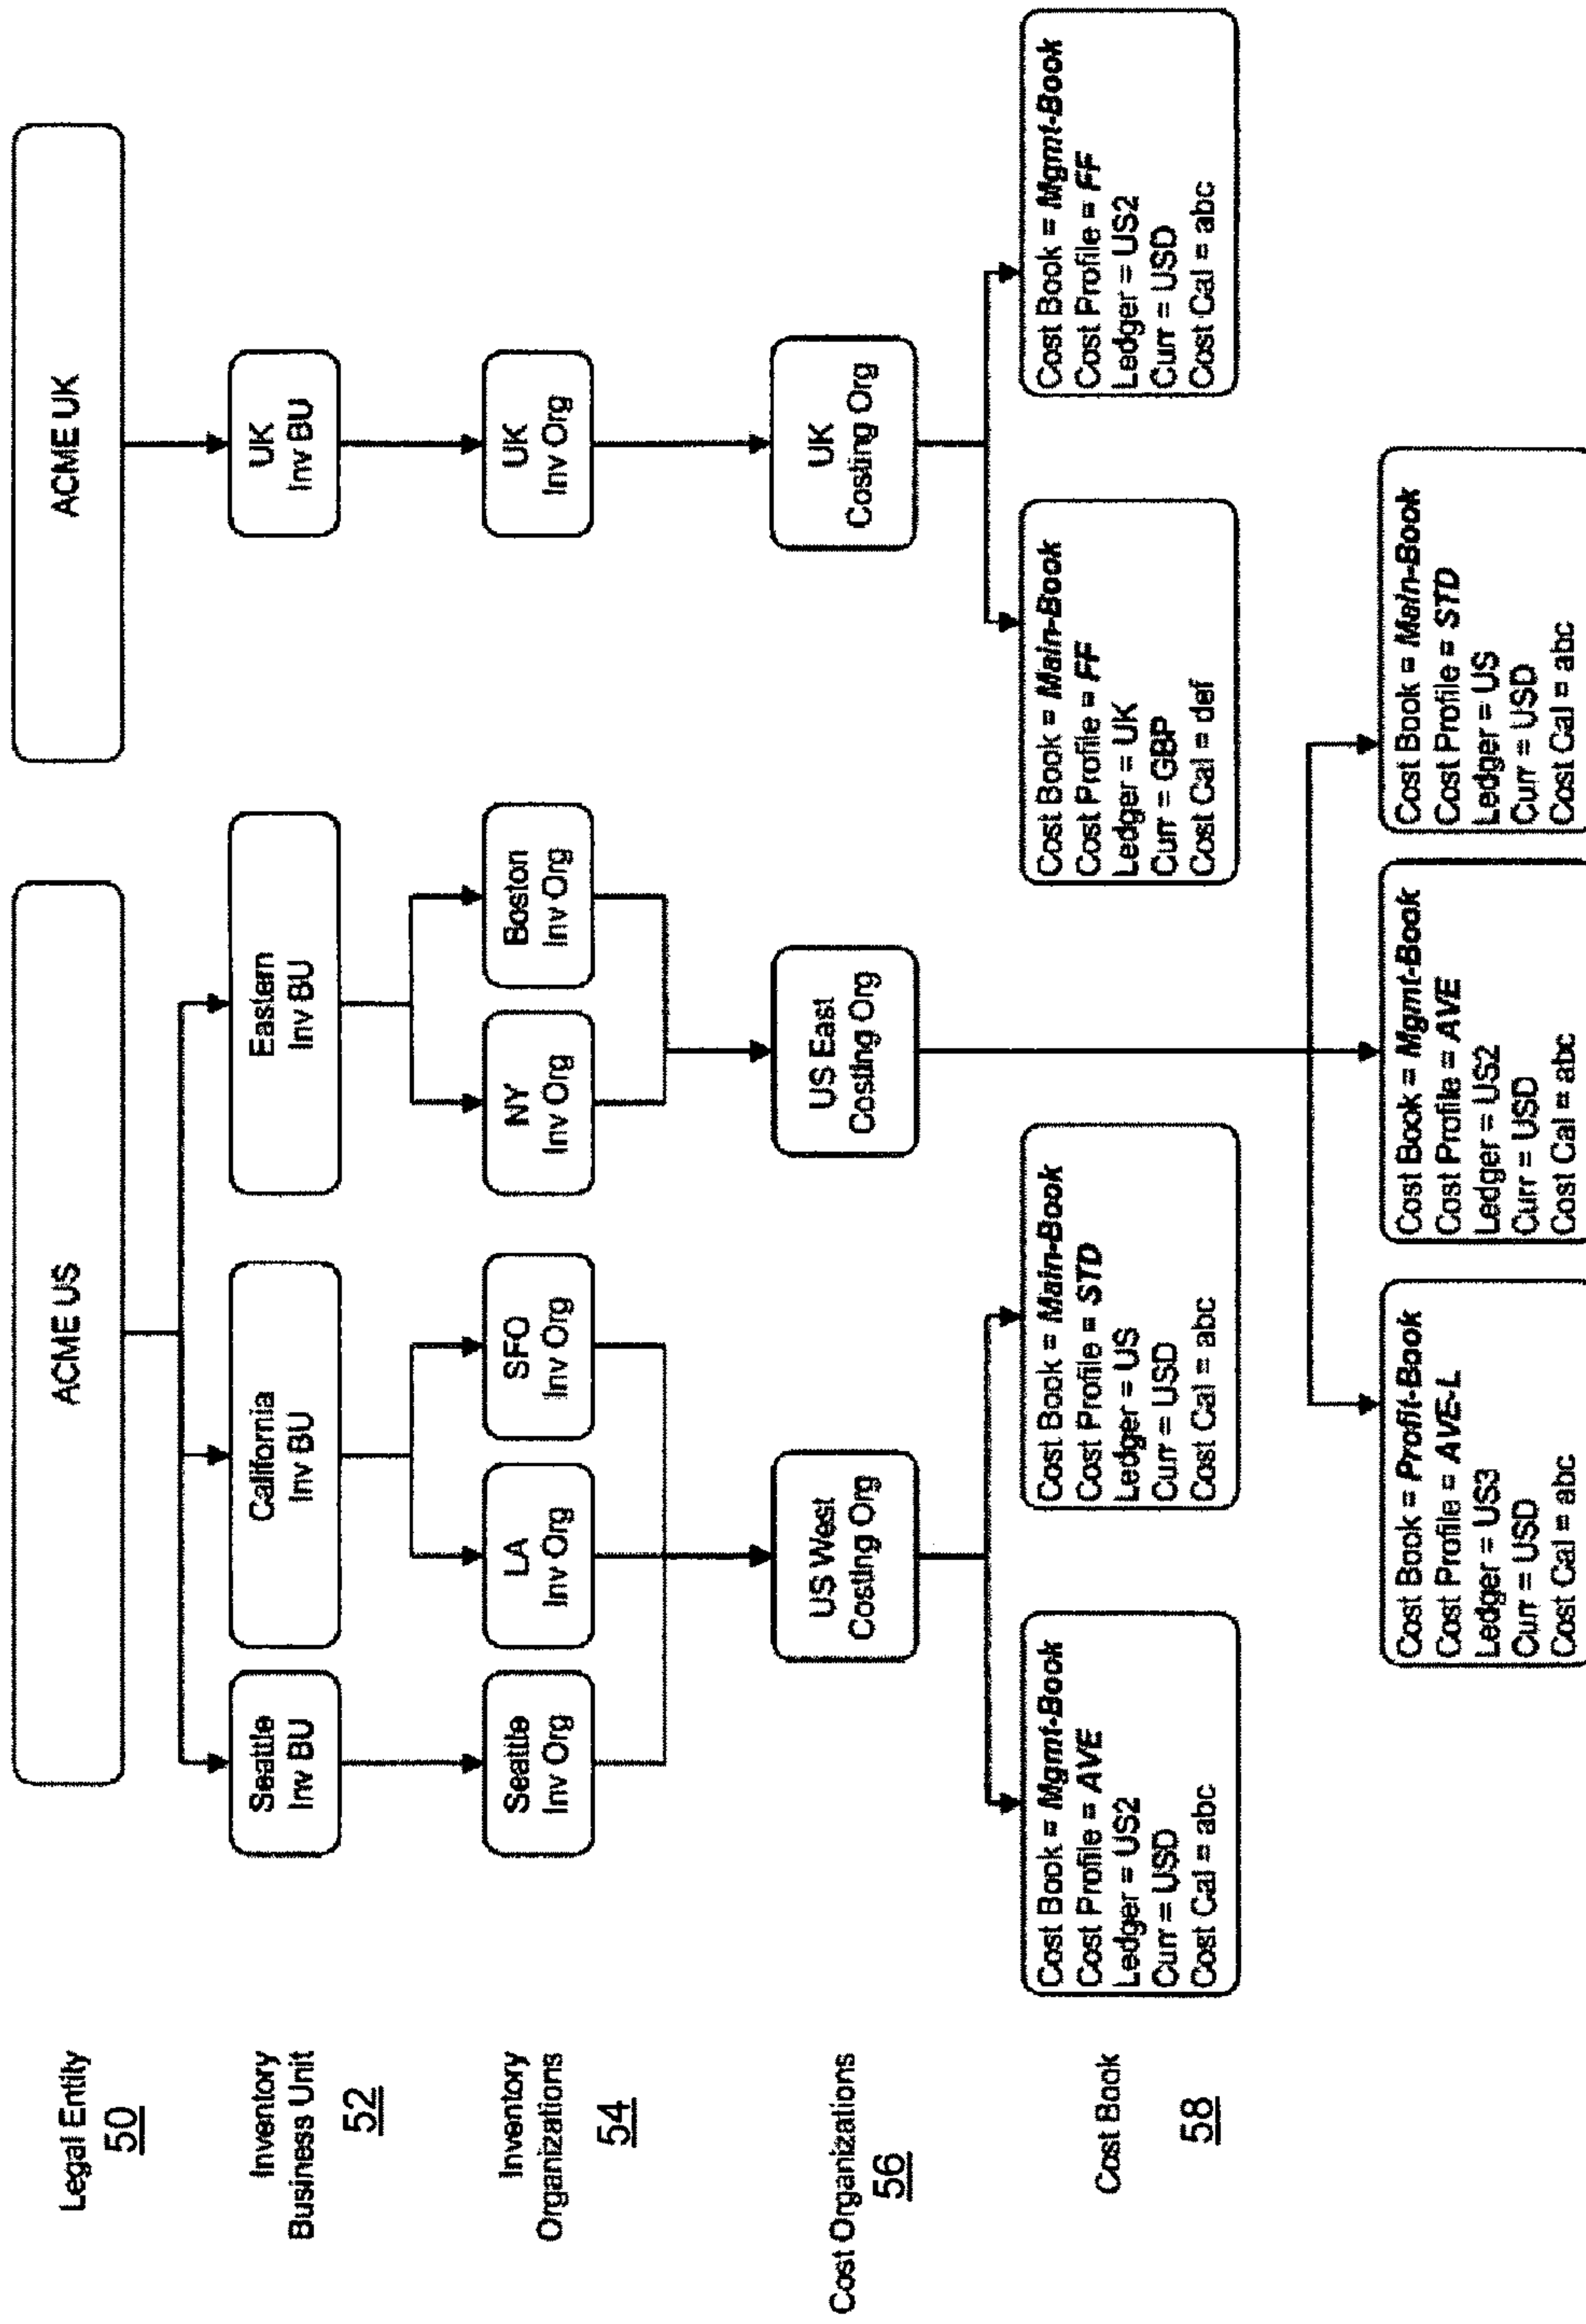 Legal Entity
50
ACME US
ACME UK
Inventory
Business Unit
52
Seattle
Inv BU
California
Inv BU
Eastern
Inv BU
UK
Inv BU
Inventory
Organizations
54
Seattle
Inv Org
LA
Inv Org
SFO
Inv Org
NY
Inv Org
Boston
Inv Org
UK
Inv Org
Cost Organizations
56
US West
Costing Org
US East
Costing Org
UK
Costing Org
Cost Book
58
Cost Book = Mgmt-Book
Cost Profile = AVE
Ledger = US2
Curr = USD
Cost Cal = abc
Cost Book = Main-Book
Cost Profile = STD
Ledger = US
Curr = USD
Cost Cal = abc
Cost Book = Main-Book
Cost Profile = FF
Ledger = UK
Curr = GBP
Cost Cal = def
Cost Book = Mgmt-Book
Cost Profile = FF
Ledger = US2
Curr = USD
Cost Cal = abc
Cost Book = Profit-Book
Cost Profile = AVE-L
Ledger = US3
Curr = USD
Cost Cal = abc
Cost Book = Mgmt-Book
Cost Profile = AVE
Ledger = US2
Curr = USD
Cost Cal = abc
Cost Book = Main-Book
Cost Profile = STD
Ledger = US
Curr = USD
Cost Cal = abc